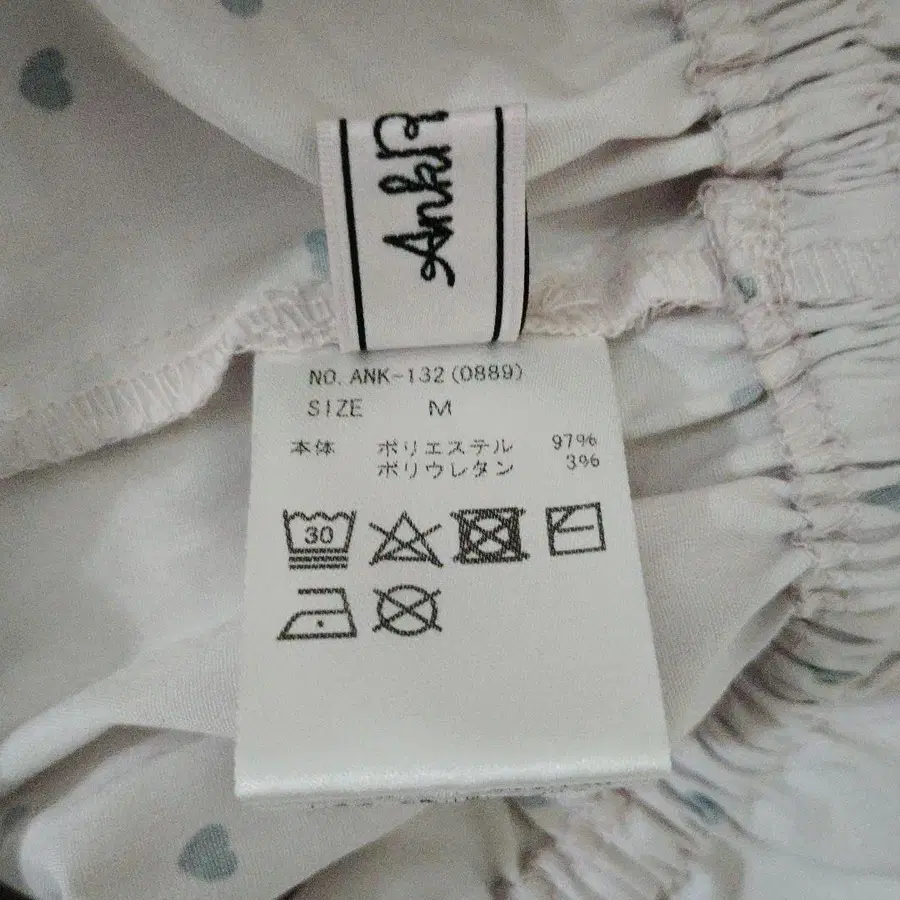 NO. ANK-132(0889)
SIZE M
本体 ポリエステル 97%
ポリウレタン 3%
30